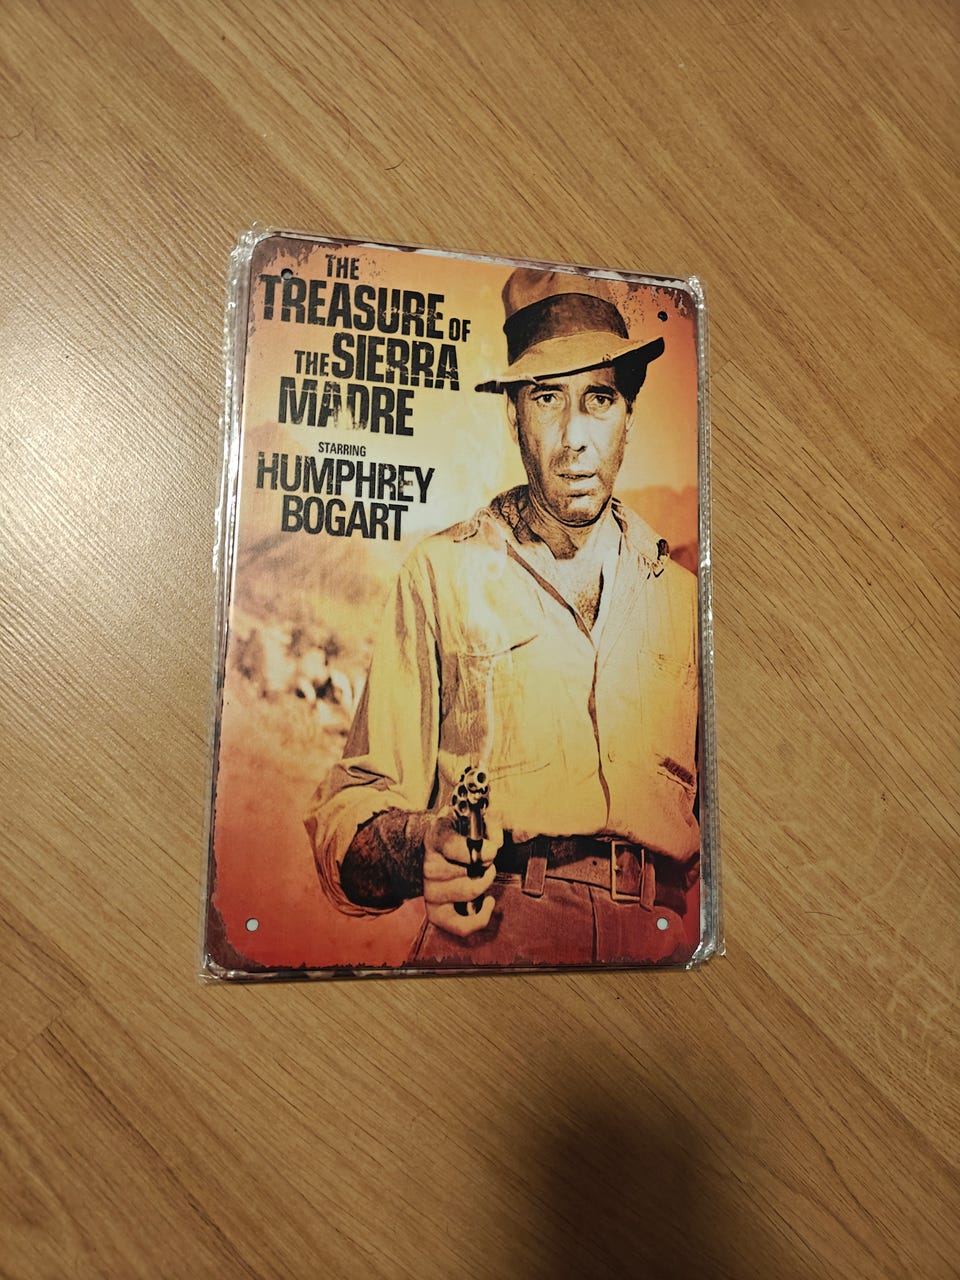 THE
TREASURE OF
THE SIERRA
MADRE
STARRING
HUMPHREY
BOGART